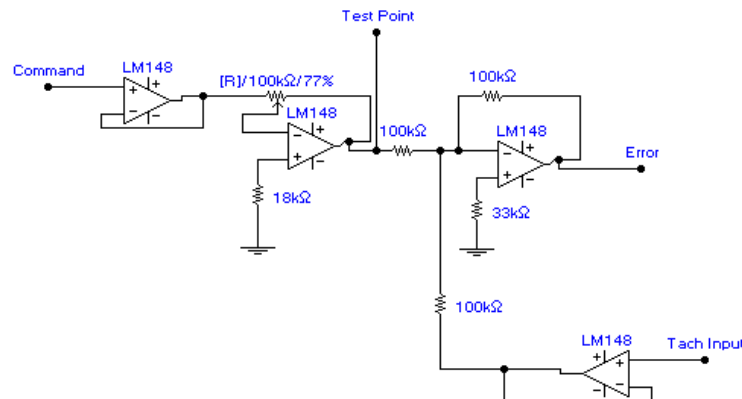 Test Point
Command
LM148
[R]/100kΩ/77%
100kΩ
LM148
100kΩ
LM148
Error
18kΩ
33kΩ
100kΩ
LM148
Tach Input